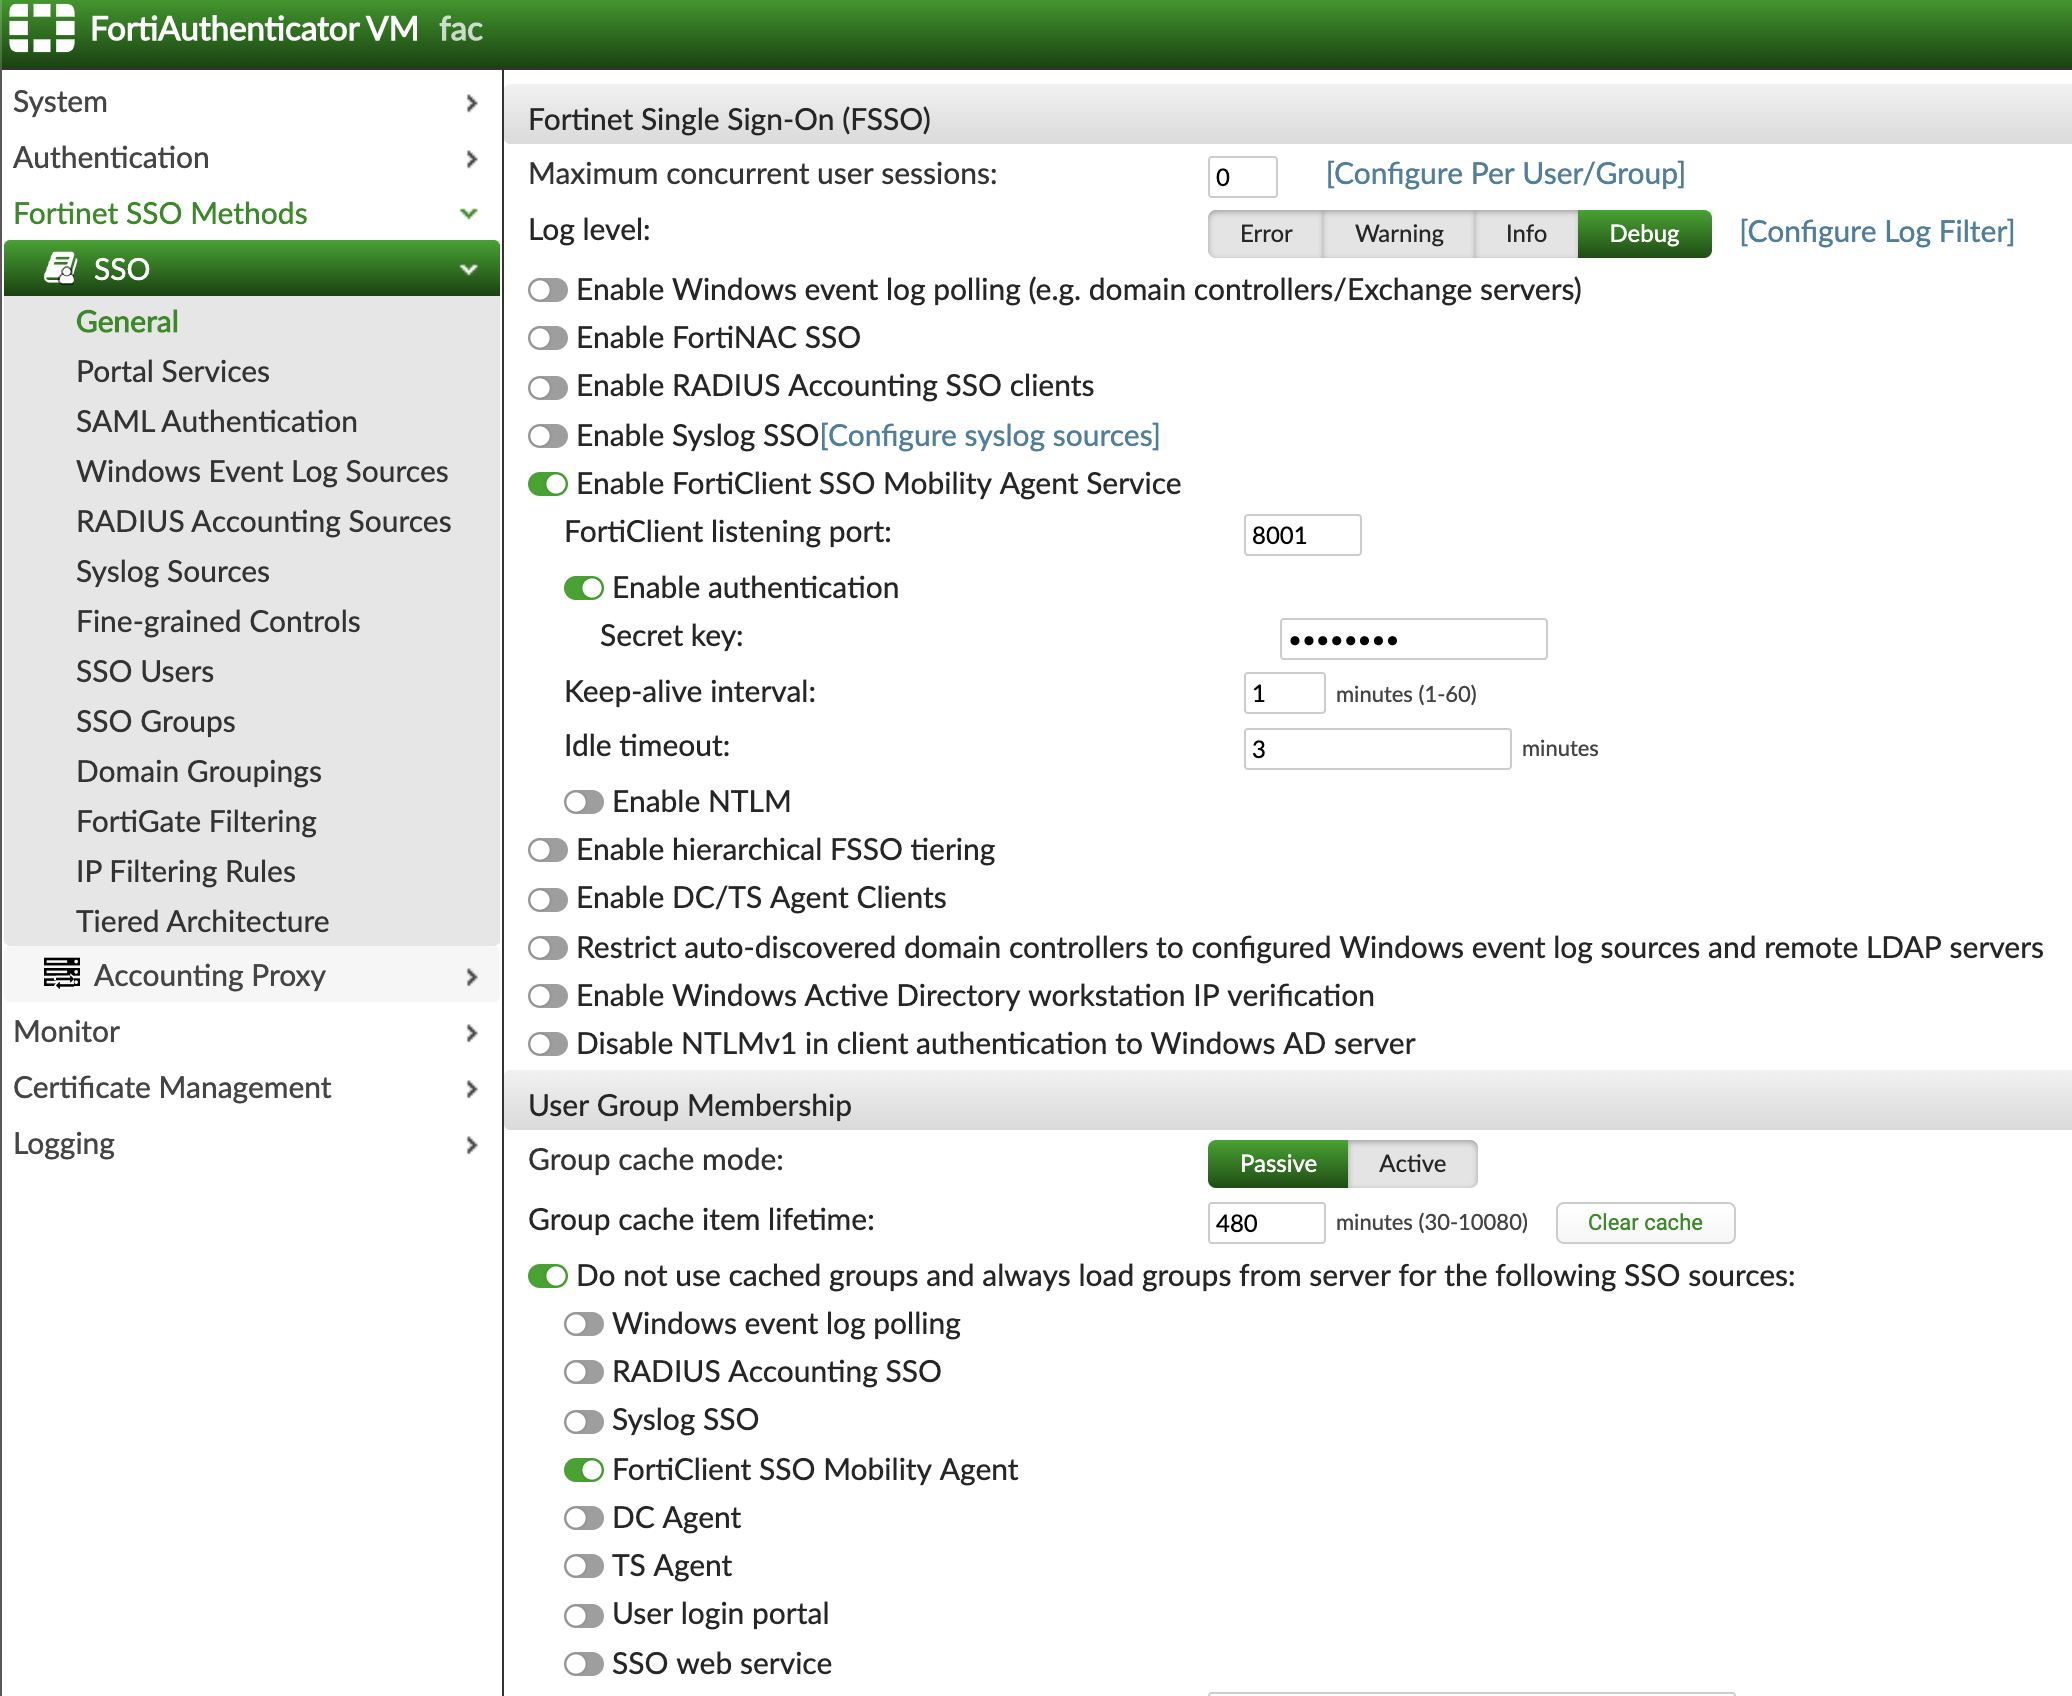 FortiAuthenticator VM fac
System
Authentication
Fortinet SSO Methods
SSO
General
Portal Services
SAML Authentication
Windows Event Log Sources
RADIUS Accounting Sources
Syslog Sources
Fine-grained Controls
SSO Users
SSO Groups
Domain Groupings
FortiGate Filtering
IP Filtering Rules
Tiered Architecture
Accounting Proxy
Monitor
Certificate Management
Logging
Fortinet Single Sign-On (FSSO)
Maximum concurrent user sessions: 0 [Configure Per User/Group]
Log level: Error Warning Info Debug [Configure Log Filter]
Enable Windows event log polling (e.g. domain controllers/Exchange servers)
Enable FortiNAC SSO
Enable RADIUS Accounting SSO clients
Enable Syslog SSO[Configure syslog sources]
Enable FortiClient SSO Mobility Agent Service
FortiClient listening port: 8001
Enable authentication
Secret key: ••••••••
Keep-alive interval: 1 minutes (1-60)
Idle timeout: 3 minutes
Enable NTLM
Enable hierarchical FSSO tiering
Enable DC/TS Agent Clients
Restrict auto-discovered domain controllers to configured Windows event log sources and remote LDAP servers
Enable Windows Active Directory workstation IP verification
Disable NTLMv1 in client authentication to Windows AD server
User Group Membership
Group cache mode: Passive Active
Group cache item lifetime: 480 minutes (30-10080) Clear cache
Do not use cached groups and always load groups from server for the following SSO sources:
Windows event log polling
RADIUS Accounting SSO
Syslog SSO
FortiClient SSO Mobility Agent
DC Agent
TS Agent
User login portal
SSO web service